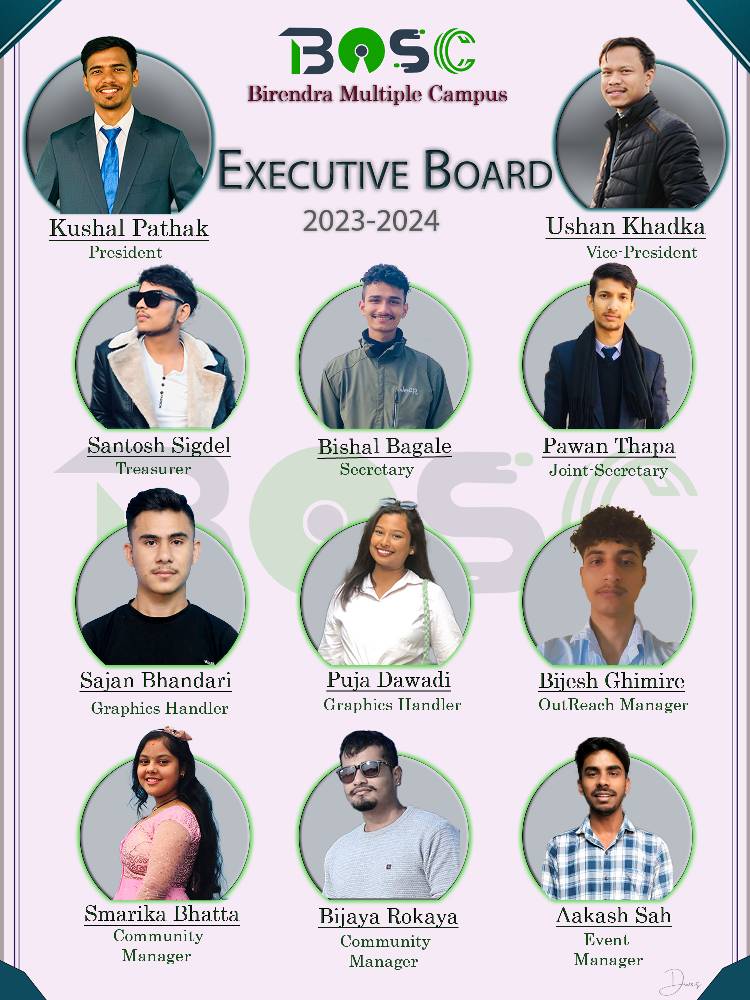 BOSC
Birendra Multiple Campus
EXECUTIVE BOARD
2023-2024
Kushal Pathak
President
Ushan Khadka
Vice-President
Santosh Sigdel
Treasurer
Bishal Bagale
Secretary
Pawan Thapa
Joint-Secretary
BOSC
Sajan Bhandari
Graphics Handler
Puja Dawadi
Graphics Handler
Bijesh Ghimire
OutReach Manager
Smarika Bhatta
Community
Manager
Bijaya Rokaya
Community
Manager
Aakash Sah
Event
Manager